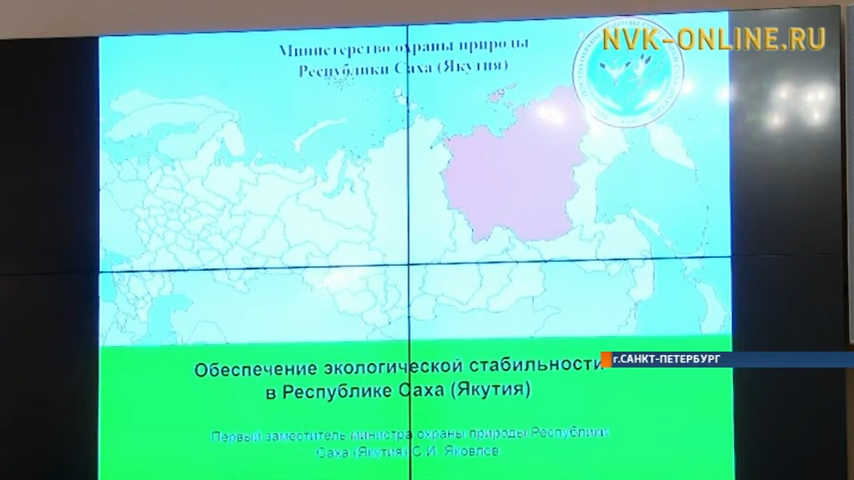 NVK-ONLINE.RU
Министерство охраны природы
Республики Саха (Якутия)
Обеспечение экологической стабильности
в Республике Саха (Якутия)
г.САНКТ-ПЕТЕРБУРГ
Первый заместитель министра охраны природы Республики
Саха (Якутия) С.И. Яковлев